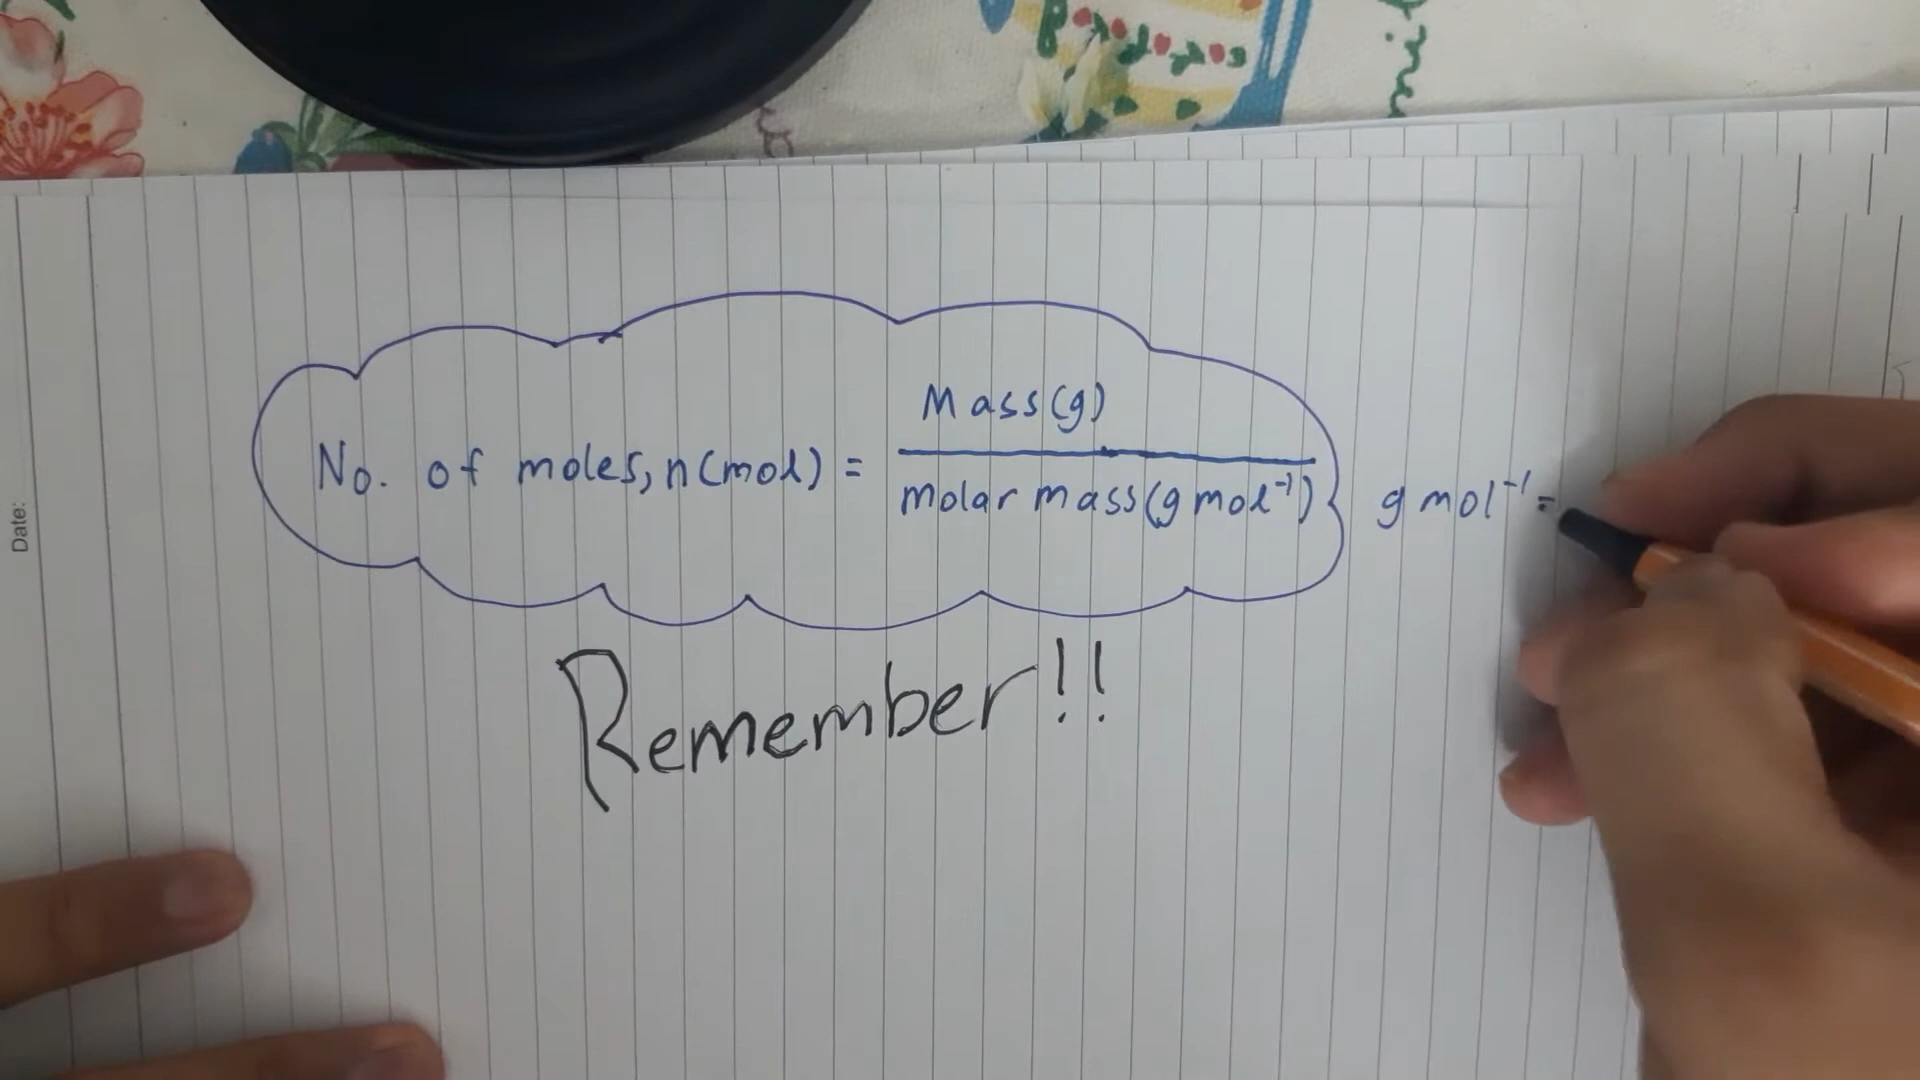 No. of moles, n(mol) = Mass(g)
molar mass(g mol⁻¹)
g mol⁻¹ =
Remember!!
Date: